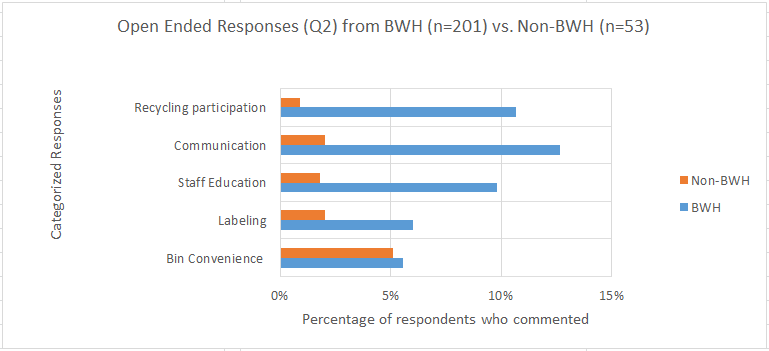 Open Ended Responses (Q2) from BWH (n=201) vs. Non-BWH (n=53)
Categorized Responses
Recycling participation
Communication
Staff Education
Labeling
Bin Convenience
0% 5% 10% 15%
Percentage of respondents who commented
Non-BWH
BWH